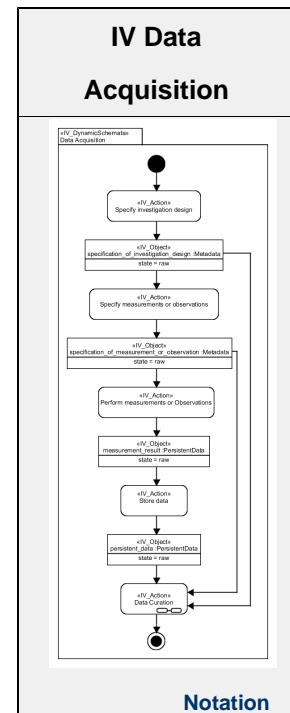 IV Data
Acquisition
«IV_DynamicSchemata»
Data Acquisition
«IV_Action»
Specify investigation design
«IV_Object»
specification_of_investigation_design :Metadata
state = raw
«IV_Action»
Specify measurements or observations
«IV_Object»
specification_of_measurement_or_observation :Metadata
state = raw
«IV_Action»
Perform measurements or Observations
«IV_Object»
measurement_result :PersistentData
state = raw
«IV_Action»
Store data
«IV_Object»
persistent_data :PersistentData
state = raw
«IV_Action»
Data Curation
Notation